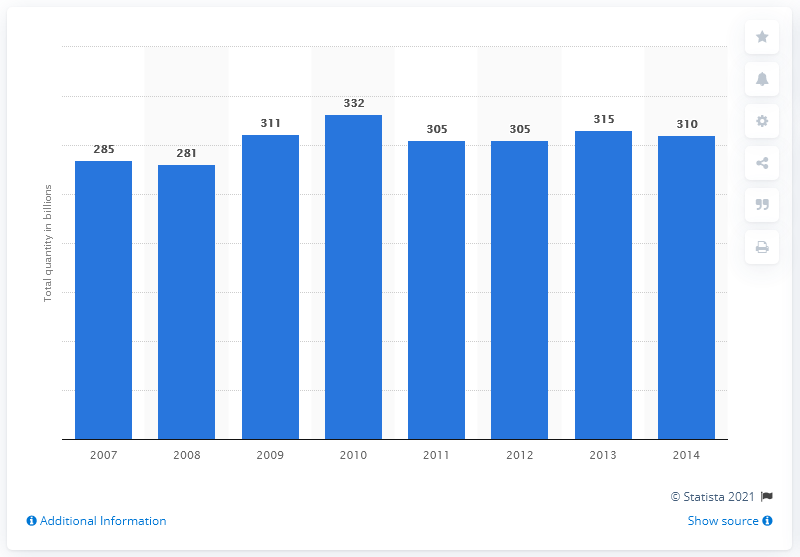 332
315
311
310
305
305
285
281
Total quantity in billions
2007 2008 2009 2010 2011 2012 2013 2014
© Statista 2021
Additional Information
Show source